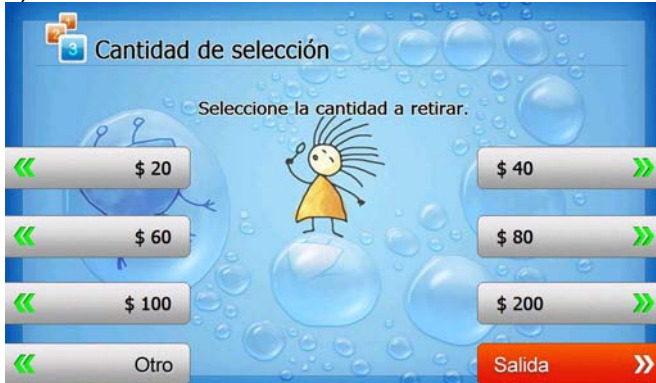 3 Cantidad de selección
Seleccione la cantidad a retirar.
$ 20
$ 40
$ 60
$ 80
$ 100
$ 200
Otro
Salida